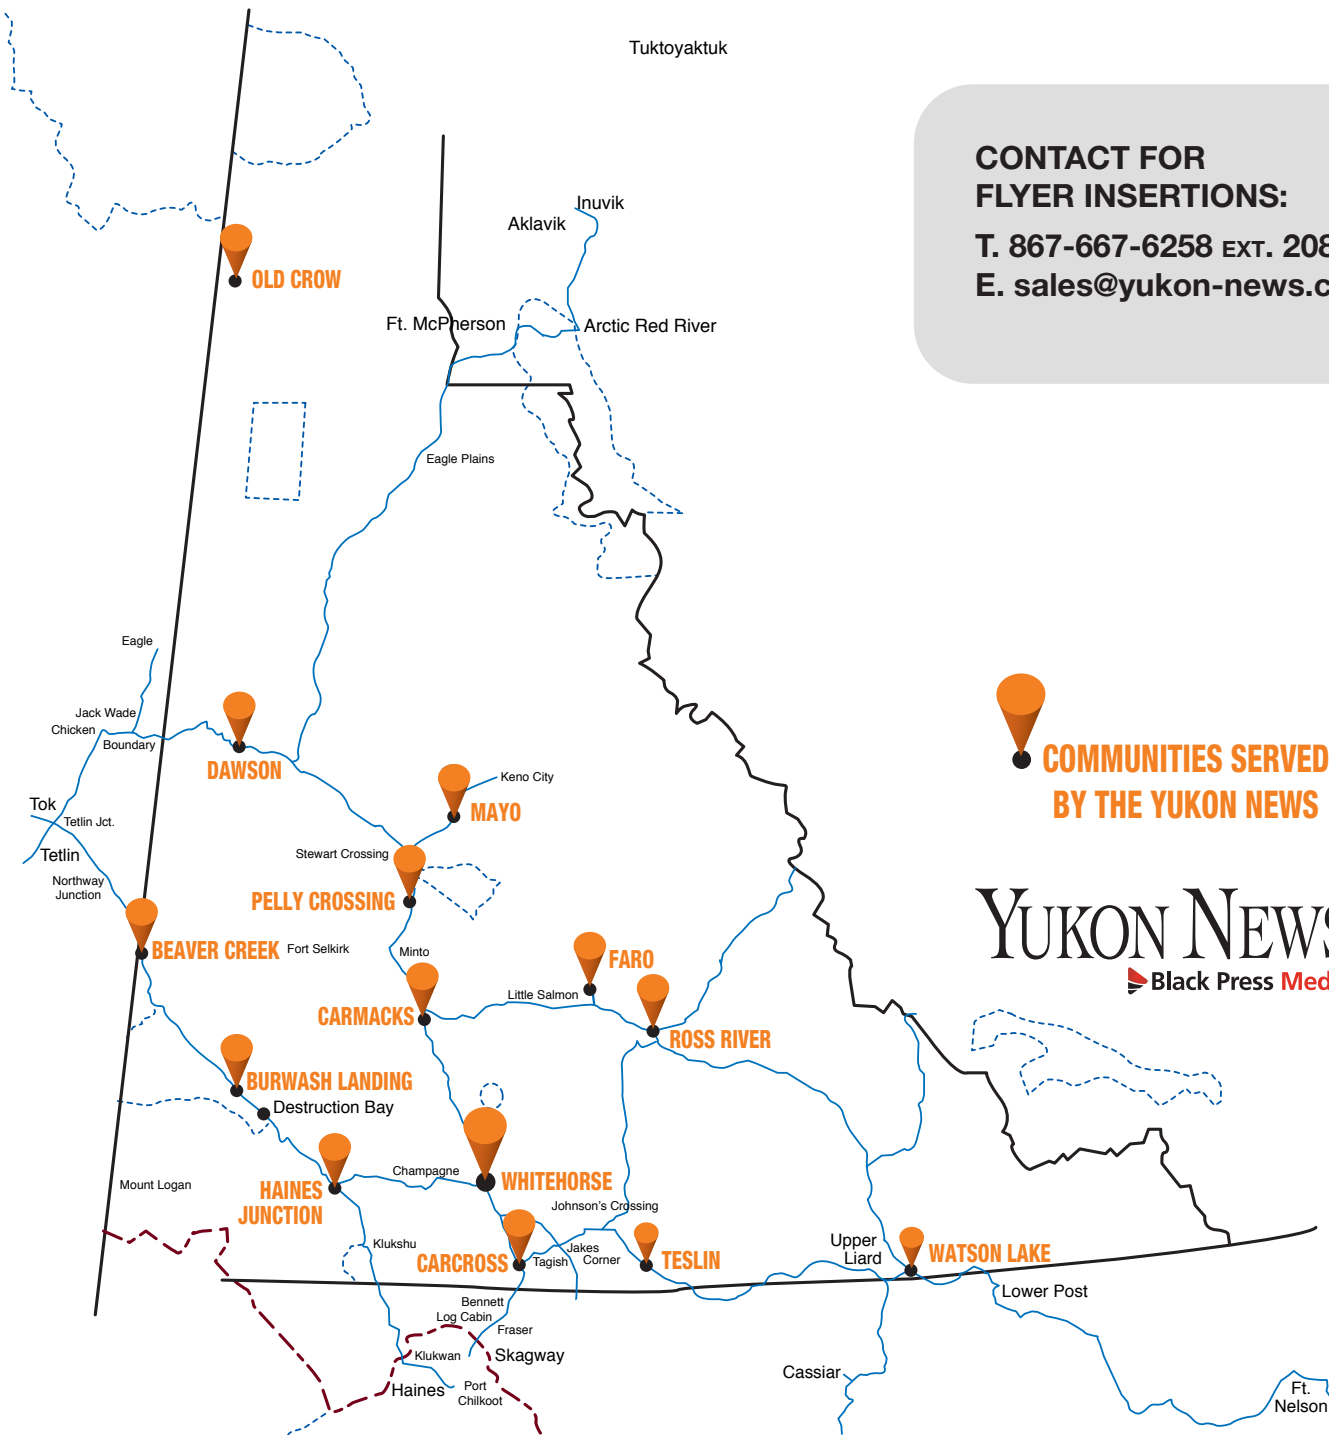 Tuktoyaktuk
CONTACT FOR
FLYER INSERTIONS:
T. 867-667-6258 EXT. 208
E. sales@yukon-news.c
Inuvik
Aklavik
OLD CROW
Ft. McPherson
Arctic Red River
Eagle Plains
Eagle
Jack Wade
Chicken
Boundary
DAWSON
Keno City
MAYO
COMMUNITIES SERVED
BY THE YUKON NEWS
Tok
Tetlin Jct.
Tetlin
Stewart Crossing
Northway
Junction
PELLY CROSSING
YUKON NEWS
Black Press Med
BEAVER CREEK
Fort Selkirk
Minto
FARO
Little Salmon
CARMACKS
ROSS RIVER
BURWASH LANDING
Destruction Bay
Champagne
WHITEHORSE
Mount Logan
HAINES
JUNCTION
Johnson's Crossing
Klukshu
CARCROSS
Tagish
Jakes
Corner
TESLIN
Upper
Liard
WATSON LAKE
Lower Post
Bennett
Log Cabin
Fraser
Klukwan
Skagway
Haines
Port
Chilkoot
Cassiar
Ft.
Nelson